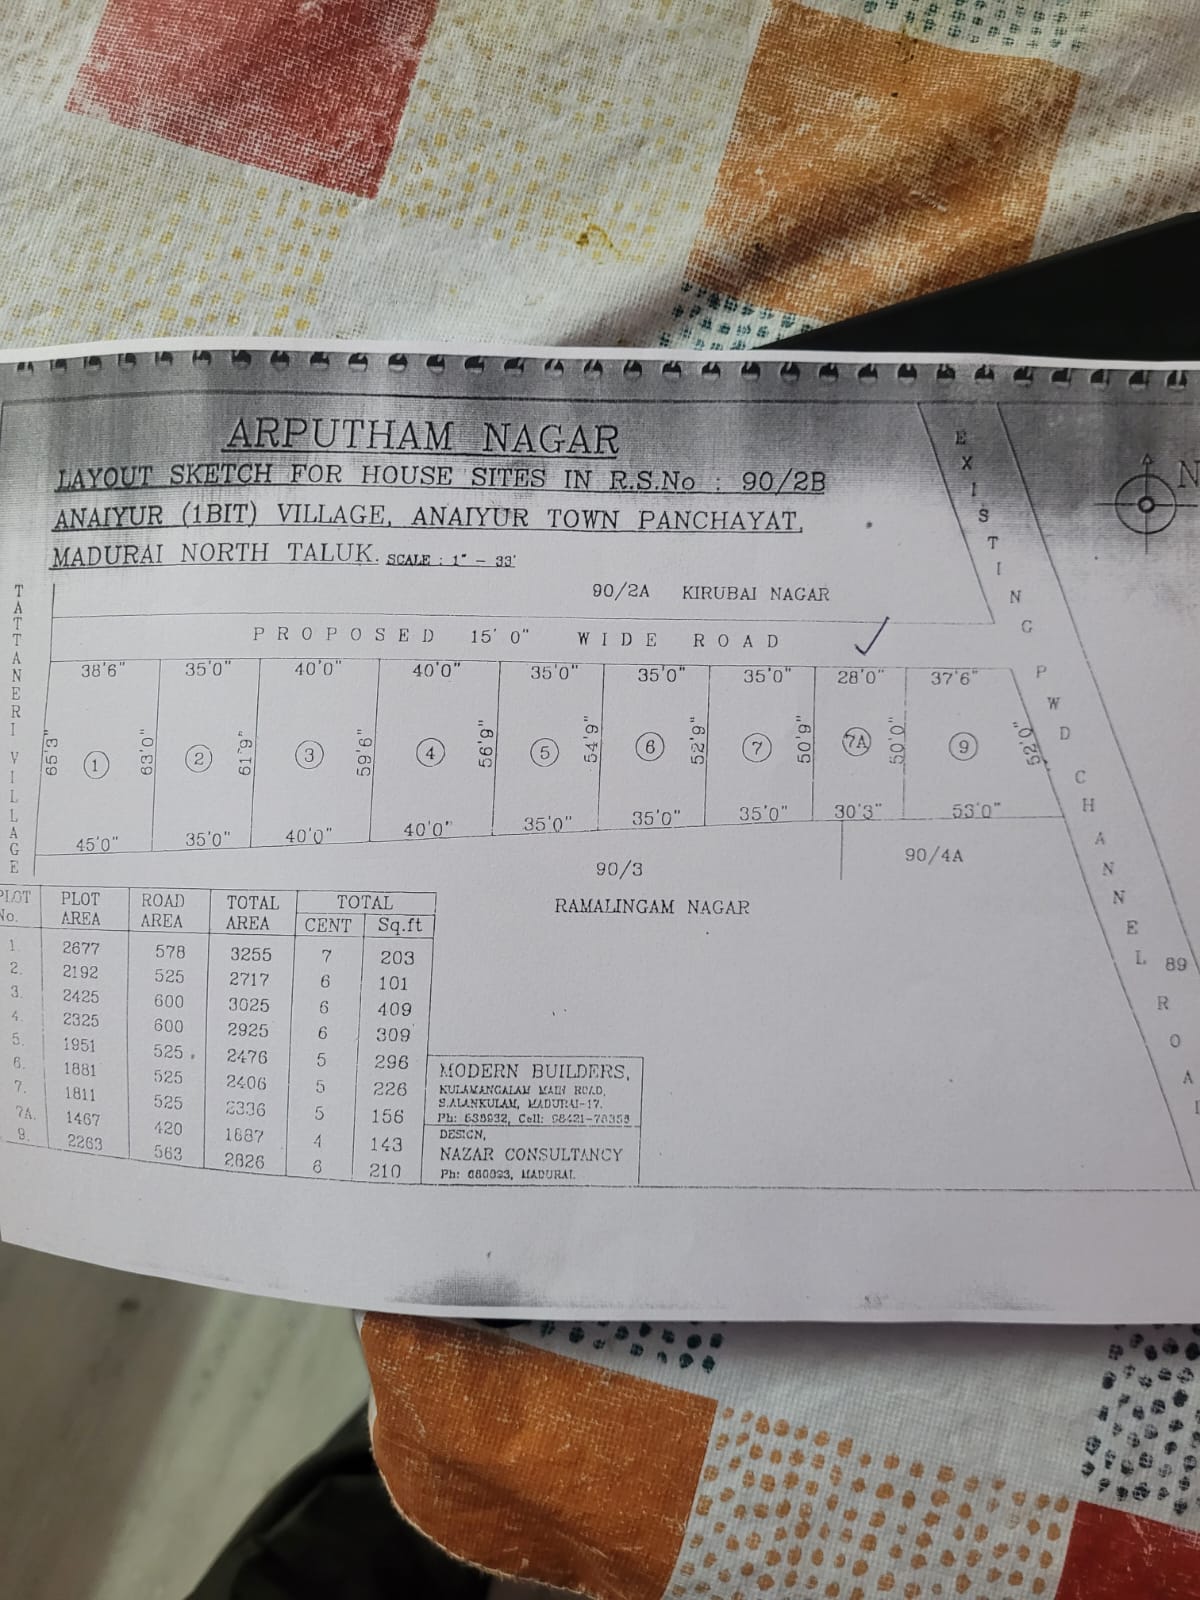 ARPUTHAM NAGAR
LAYOUT SKETCH FOR HOUSE SITES IN R.S.No : 90/2B
ANAIYUR (1BIT) VILLAGE, ANAIYUR TOWN PANCHAYAT,
MADURAI NORTH TALUK. SCALE : 1" - 33'
N
90/2A KIRUBAI NAGAR
PROPOSED 15' 0" WIDE ROAD
EXISTING PWD CHANNEL ROAD
TATTANERI VILLAGE
38'6" 35'0" 40'0" 40'0" 35'0" 35'0" 35'0" 28'0" 37'6"
65'3" 1 63'0" 2 61'9" 3 59'6" 4 56'9" 5 54'9" 6 52'9" 7 50'9" 7A 50'0" 9 52'0"
45'0" 35'0" 40'0" 40'0" 35'0" 35'0" 35'0" 30'3" 53'0"
90/3 90/4A
RAMALINGAM NAGAR
89
PLOT No. PLOT AREA ROAD AREA TOTAL AREA TOTAL
CENT Sq.ft
1. 2677 578 3255 7 203
2. 2192 525 2717 6 101
3. 2425 600 3025 6 409
4. 2325 600 2925 6 309
5. 1951 525 2476 5 296
6. 1881 525 2406 5 226
7. 1811 525 2336 5 156
7A. 1467 420 1887 4 143
9. 2263 563 2826 6 210
MODERN BUILDERS,
KULAMANGALAM MAIN ROAD,
S.ALANKULAM, MADURAI-17.
Ph: Cell:
DESIGN,
NAZAR CONSULTANCY
Ph: MADURAI.